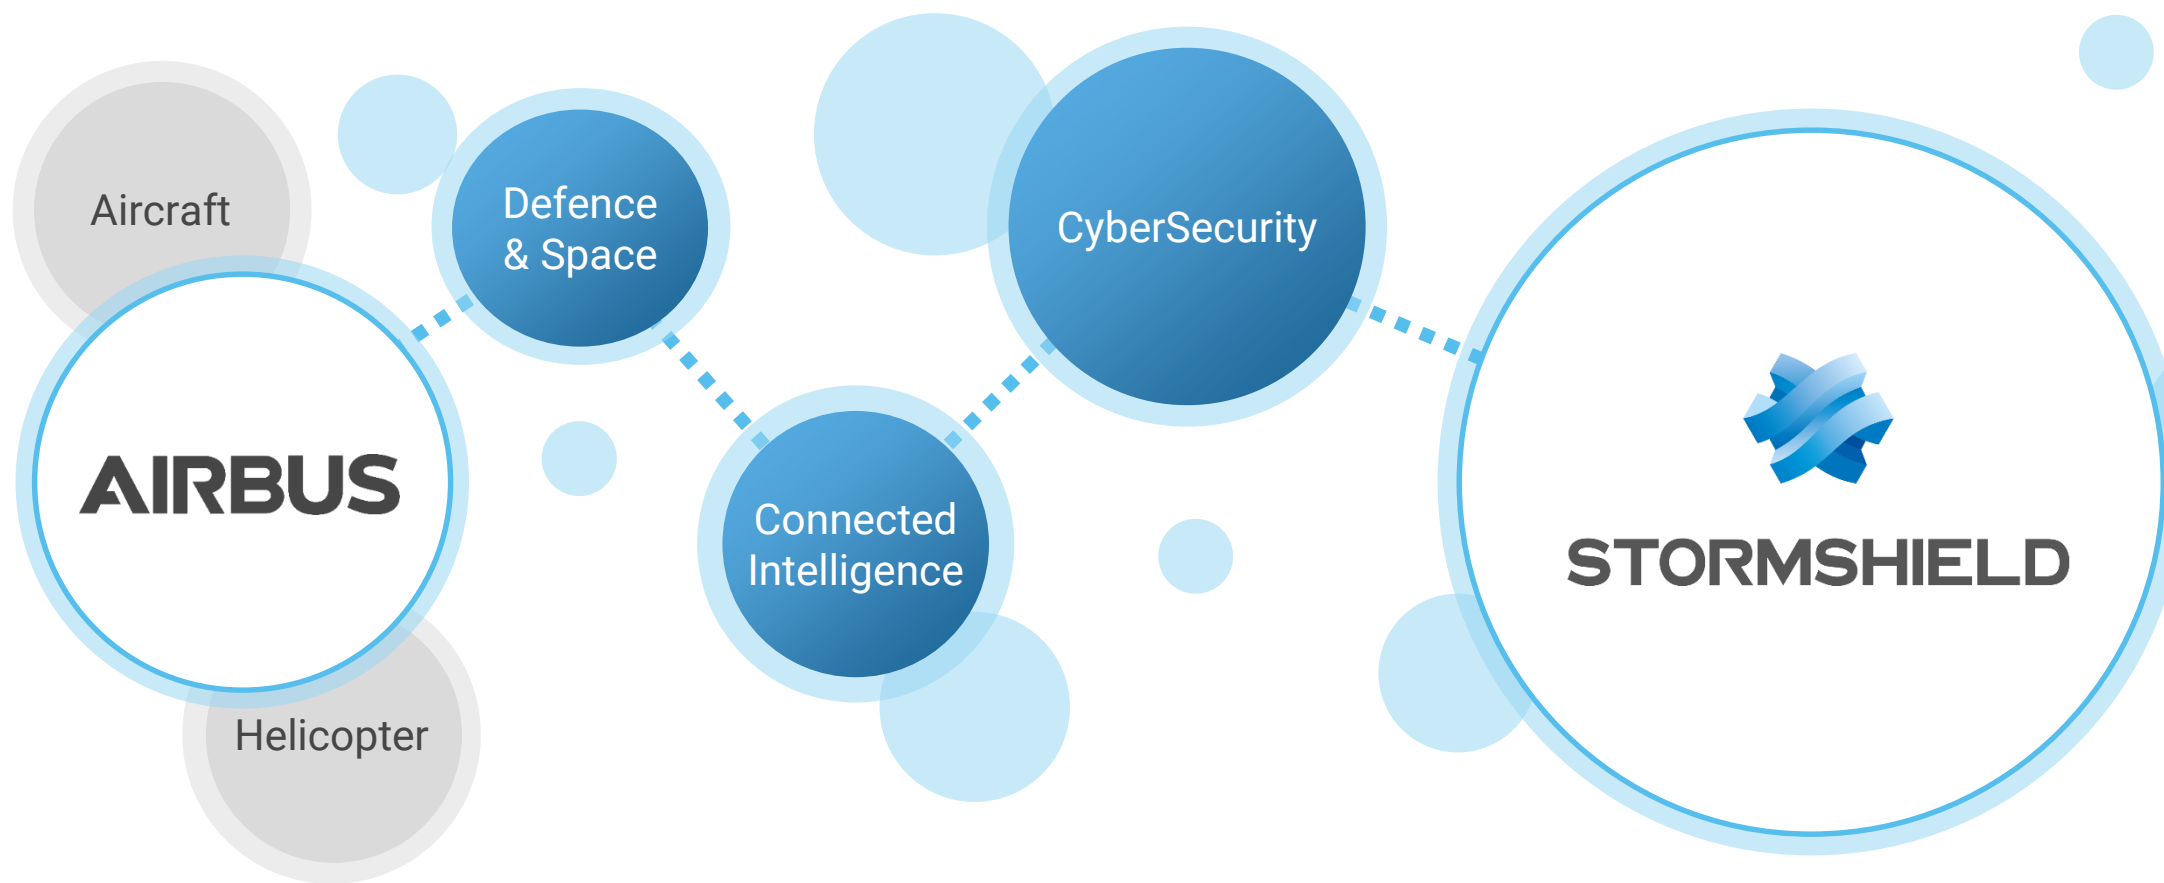 Aircraft
AIRBUS
Helicopter
Defence
& Space
Connected
Intelligence
CyberSecurity
STORMSHIELD